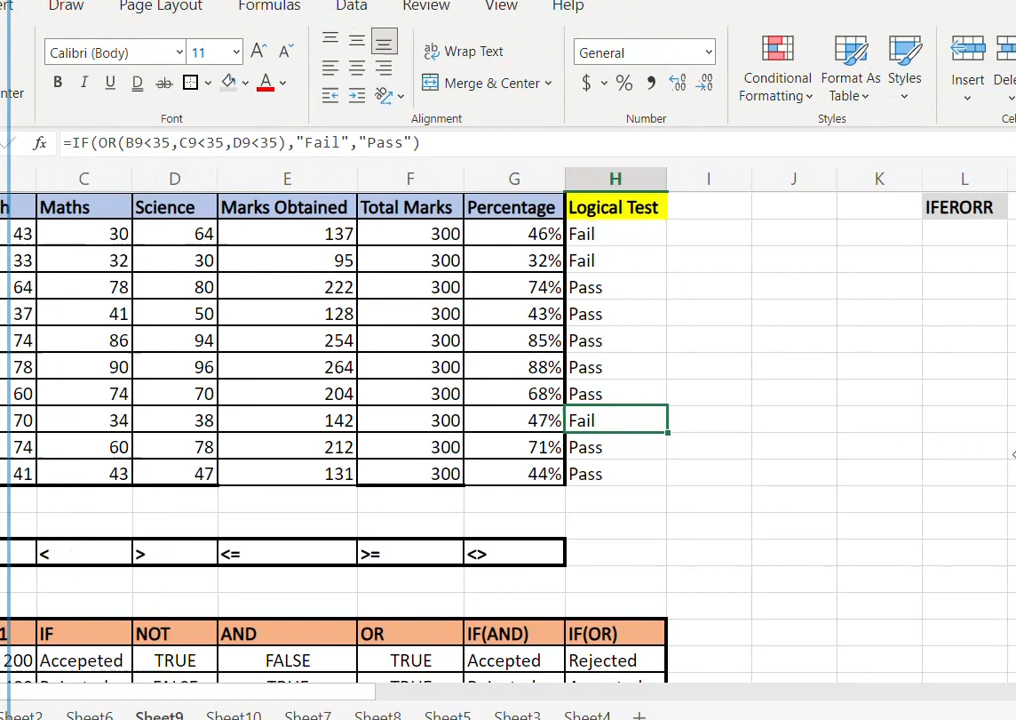 Draw Page Layout Formulas Data Review View Help
Calibri (Body) 11 A^ A Wrap Text General
B I U D ab A Merge & Center $ % , .00 Conditional Formatting Format As Table Styles Insert
Font Alignment Number Styles
fx =IF(OR(B9<35,C9<35,D9<35),"Fail","Pass")
C D E F G H I J K L
h Maths Science Marks Obtained Total Marks Percentage Logical Test IFERORR
43 30 64 137 300 46% Fail
33 32 30 95 300 32% Fail
64 78 80 222 300 74% Pass
37 41 50 128 300 43% Pass
74 86 94 254 300 85% Pass
78 90 96 264 300 88% Pass
60 74 70 204 300 68% Pass
70 34 38 142 300 47% Fail
74 60 78 212 300 71% Pass
41 43 47 131 300 44% Pass
< > <= >= <>
1 IF NOT AND OR IF(AND) IF(OR)
200 Accepeted TRUE FALSE TRUE Accepted Rejected
Sheet2 Sheet6 Sheet9 Sheet10 Sheet7 Sheet8 Sheet5 Sheet3 Sheet4 +